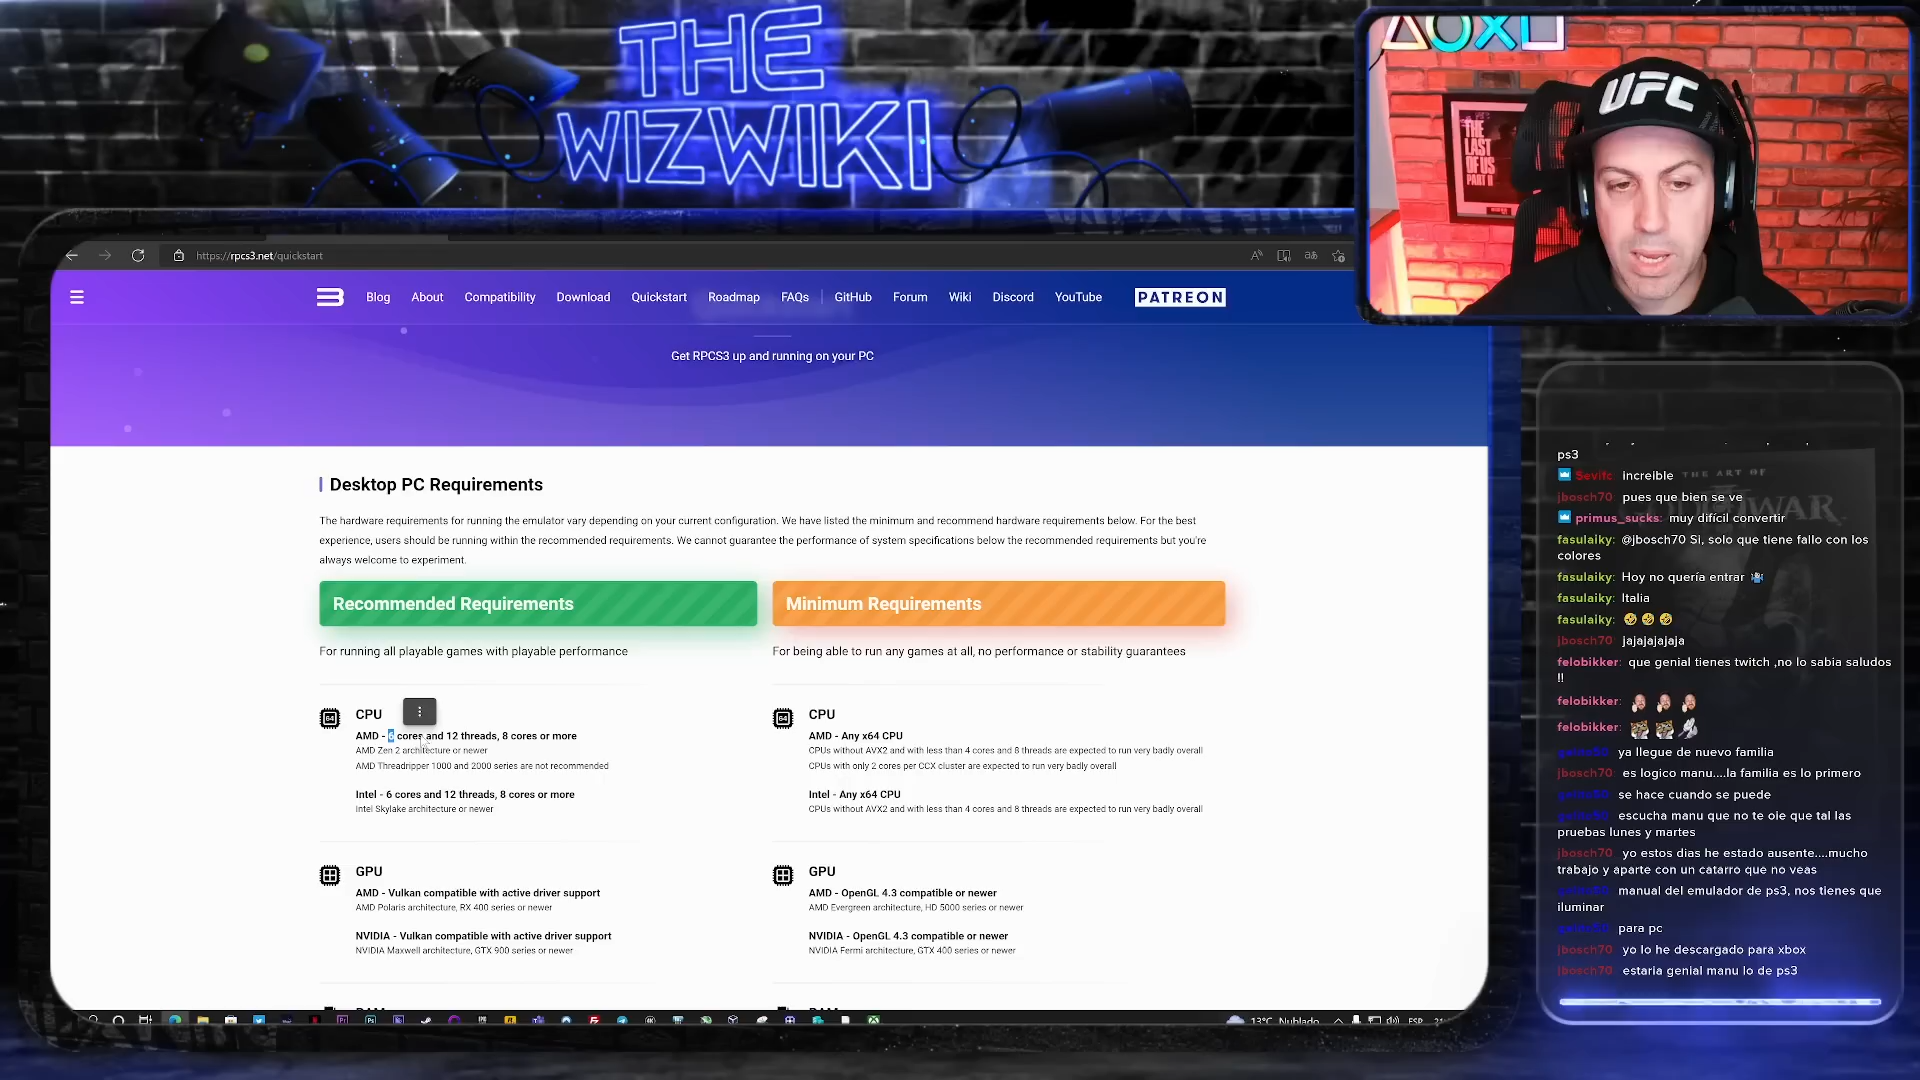 THE
WIZWIKI
UFC
THE
LAST
OF US
PART II
https://rpcs3.net/quickstart
Blog About Compatibility Download Quickstart Roadmap FAQs GitHub Forum Wiki Discord YouTube PATREON
Get RPCS3 up and running on your PC
Desktop PC Requirements
The hardware requirements for running the emulator vary depending on your current configuration. We have listed the minimum and recommend hardware requirements below. For the best
experience, users should be running within the recommended requirements. We cannot guarantee the performance of system specifications below the recommended requirements but you're
always welcome to experiment.
Recommended Requirements
For running all playable games with playable performance
CPU
AMD - 6 cores and 12 threads, 8 cores or more
AMD Zen 2 architecture or newer
AMD Threadripper 1000 and 2000 series are not recommended
Intel - 6 cores and 12 threads, 8 cores or more
Intel Skylake architecture or newer
GPU
AMD - Vulkan compatible with active driver support
AMD Polaris architecture, RX 400 series or newer
NVIDIA - Vulkan compatible with active driver support
NVIDIA Maxwell architecture, GTX 900 series or newer
Minimum Requirements
For being able to run any games at all, no performance or stability guarantees
CPU
AMD - Any x64 CPU
CPUs without AVX2 and with less than 4 cores and 8 threads are expected to run very badly overall
CPUs with only 2 cores per CCX cluster are expected to run very badly overall
Intel - Any x64 CPU
CPUs without AVX2 and with less than 4 cores and 8 threads are expected to run very badly overall
GPU
AMD - OpenGL 4.3 compatible or newer
AMD Evergreen architecture, HD 5000 series or newer
NVIDIA - OpenGL 4.3 compatible or newer
NVIDIA Fermi architecture, GTX 400 series or newer
13°C Nublado ESP
THE ART OF
ps3
Sevifc: increible
jbosch70: pues que bien se ve
primus_sucks: muy difícil convertir
fasulaiky: @jbosch70 Si, solo que tiene fallo con los
colores
fasulaiky: Hoy no quería entrar
fasulaiky: Italia
fasulaiky: 🤣 🤣 🤣
jbosch70: jajajajajaja
felobikker: que genial tienes twitch ,no lo sabia saludos
!!
felobikker:
felobikker:
ya llegue de nuevo familia
jbosch70: es logico manu....la familia es lo primero
se hace cuando se puede
escucha manu que no te oie que tal las
pruebas lunes y martes
jbosch70: yo estos dias he estado ausente....mucho
trabajo y aparte con un catarro que no veas
manual del emulador de ps3, nos tienes que
iluminar
para pc
jbosch70: yo lo he descargado para xbox
jbosch70: estaria genial manu lo de ps3